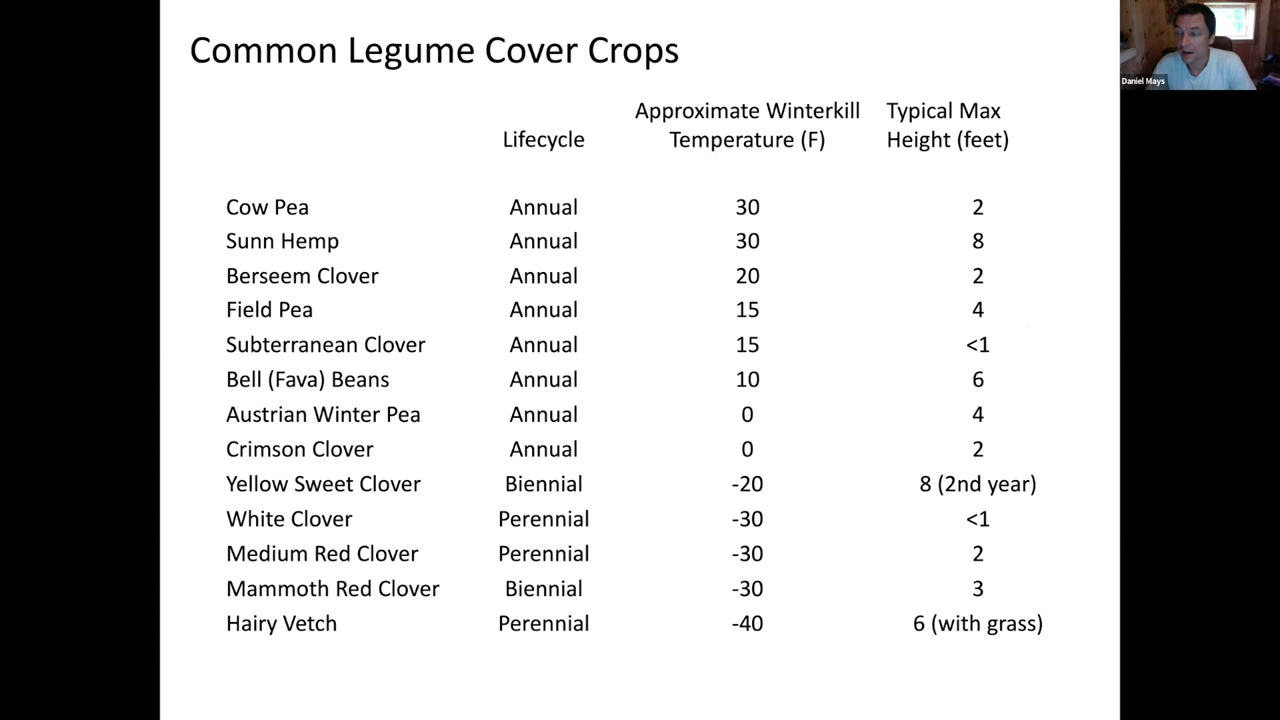 Common Legume Cover Crops
Daniel Mays
Lifecycle Approximate Winterkill Temperature (F) Typical Max Height (feet)
Cow Pea Annual 30 2
Sunn Hemp Annual 30 8
Berseem Clover Annual 20 2
Field Pea Annual 15 4
Subterranean Clover Annual 15 <1
Bell (Fava) Beans Annual 10 6
Austrian Winter Pea Annual 0 4
Crimson Clover Annual 0 2
Yellow Sweet Clover Biennial -20 8 (2nd year)
White Clover Perennial -30 <1
Medium Red Clover Perennial -30 2
Mammoth Red Clover Biennial -30 3
Hairy Vetch Perennial -40 6 (with grass)